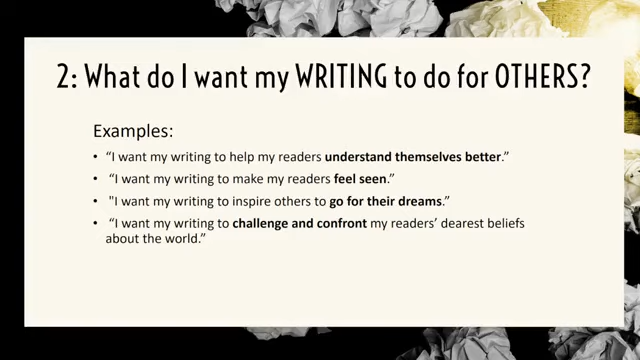 2: What do I want my WRITING to do for OTHERS?
Examples:
• “I want my writing to help my readers understand themselves better.”
• “I want my writing to make my readers feel seen.”
• "I want my writing to inspire others to go for their dreams.”
• “I want my writing to challenge and confront my readers’ dearest beliefs
about the world.”